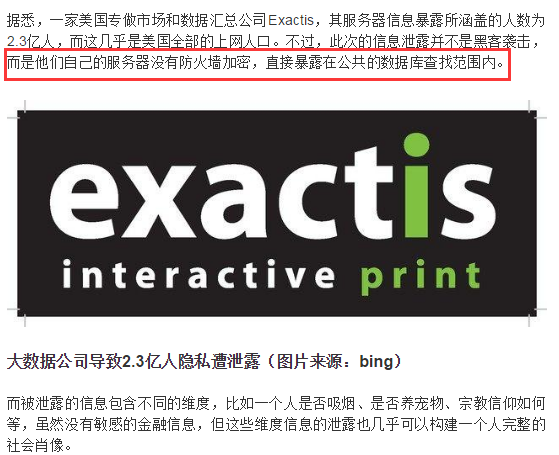 据悉，一家美国专做市场和数据汇总公司Exactis，其服务器信息暴露所涵盖的人数为
2.3亿人，而这几乎是美国全部的上网人口。不过，此次的信息泄露并不是黑客袭击，
而是他们自己的服务器没有防火墙加密，直接暴露在公共的数据库查找范围内。
exactis
interactive print
大数据公司导致2.3亿人隐私遭泄露（图片来源：bing）
而被泄露的信息包含不同的维度，比如一个人是否吸烟、是否养宠物、宗教信仰如何
等，虽然没有敏感的金融信息，但这些维度信息的泄露也几乎可以构建一个人完整的
社会肖像。